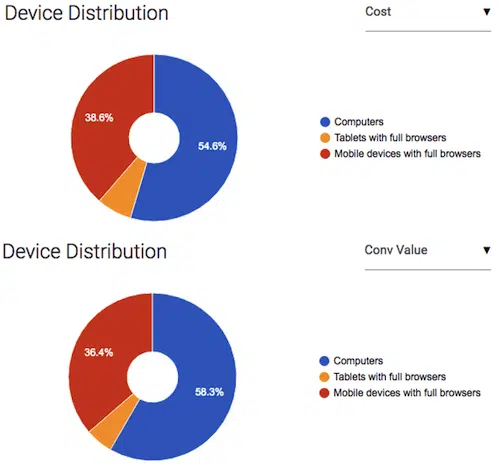 Device Distribution
Cost ▼
38.6%
54.6%
Computers
Tablets with full browsers
Mobile devices with full browsers
Device Distribution
Conv Value ▼
36.4%
58.3%
Computers
Tablets with full browsers
Mobile devices with full browsers